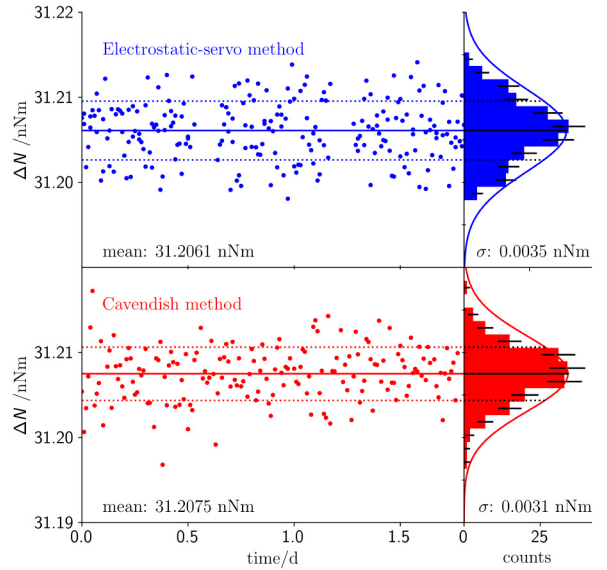 31.22
Electrostatic-servo method
31.21
ΔN /nNm
31.20
mean: 31.2061 nNm
σ: 0.0035 nNm
Cavendish method
31.21
ΔN /nNm
31.20
mean: 31.2075 nNm
σ: 0.0031 nNm
31.19
0.0 0.5 1.0 1.5 0 25
time/d counts